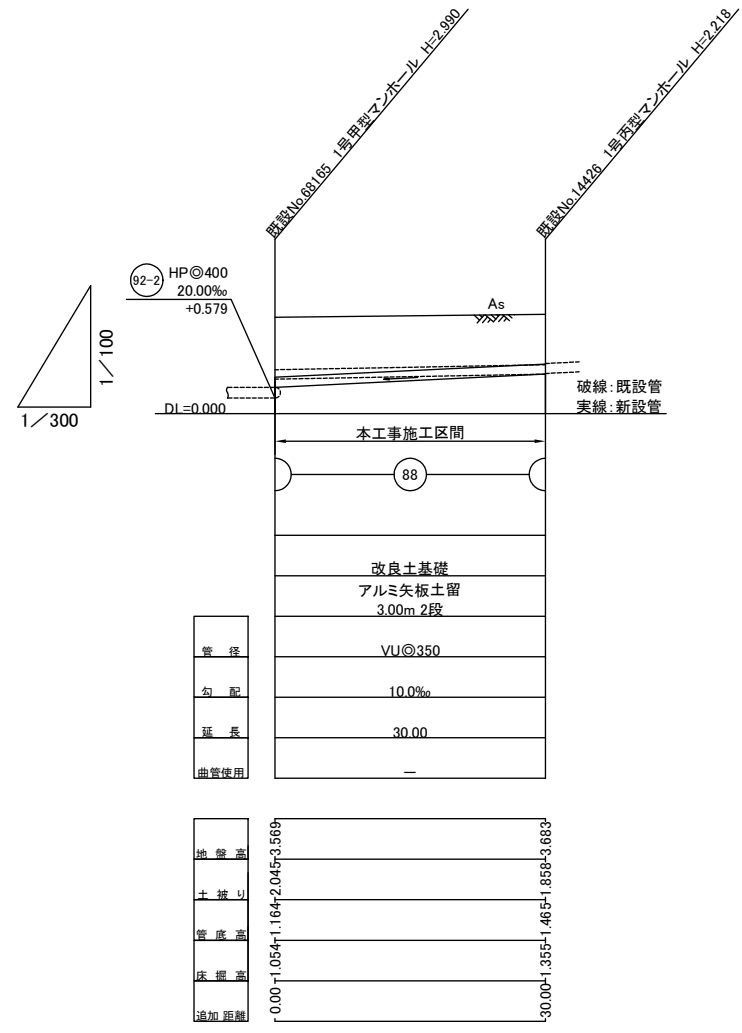 既設No.68165 1号甲型マンホール H=2.990
既設No.14426 1号丙型マンホール H=2.218
92-2
HP◎400
20.00‰
+0.579
As
1/100
1/300
DL=0.000
破線:既設管
実線:新設管
本工事施工区間
88
改良土基礎
アルミ矢板土留
3.00m 2段
管 径
VU◎350
勾 配
10.0‰
延 長
30.00
曲管使用
—
地 盤 高
3.569
3.683
土 被 り
2.045
1.858
管 底 高
1.164
1.465
床 掘 高
1.054
1.355
追加 距離
0.00
30.00